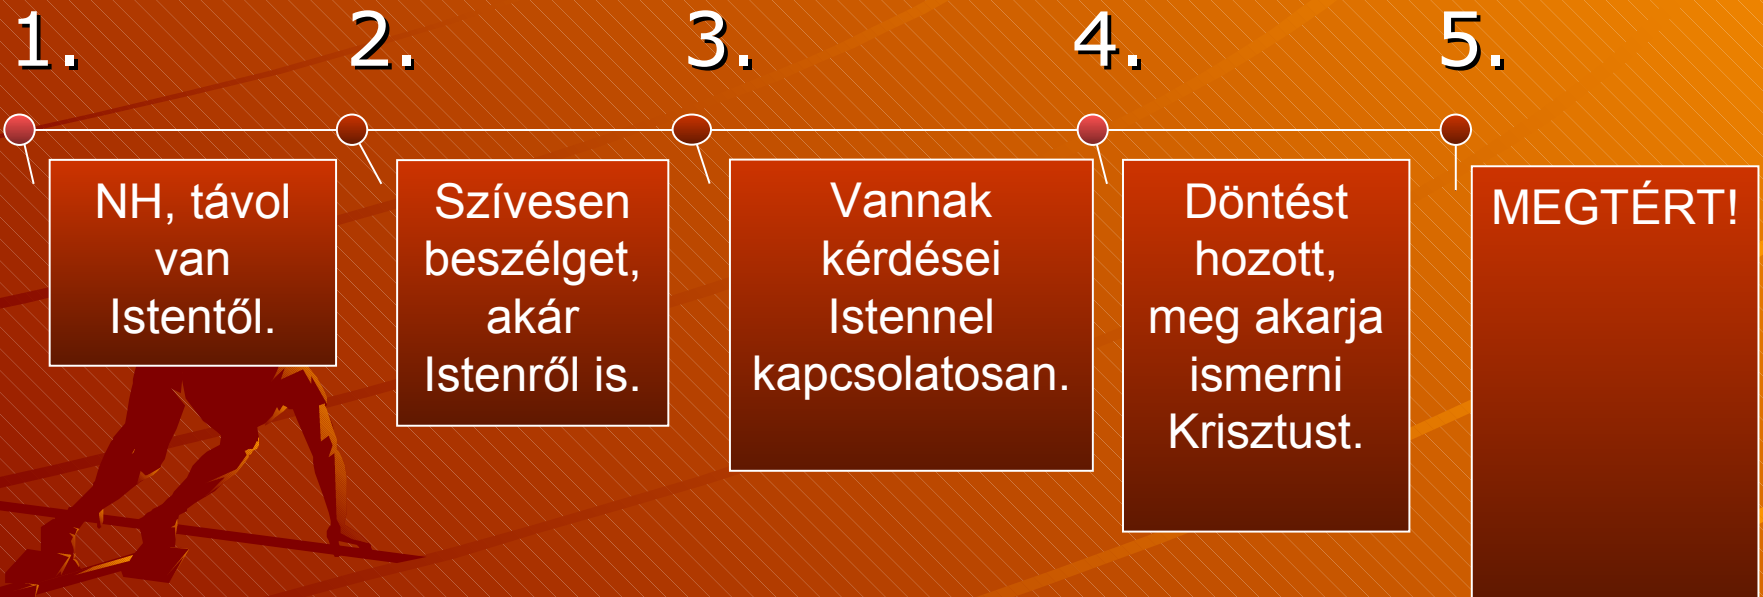 1.
2.
3.
4.
5.
NH, távol
van
Istentől.
Szívesen
beszélget,
akár
Istenről is.
Vannak
kérdései
Istennel
kapcsolatosan.
Döntést
hozott,
meg akarja
ismerni
Krisztust.
MEGTÉRT!